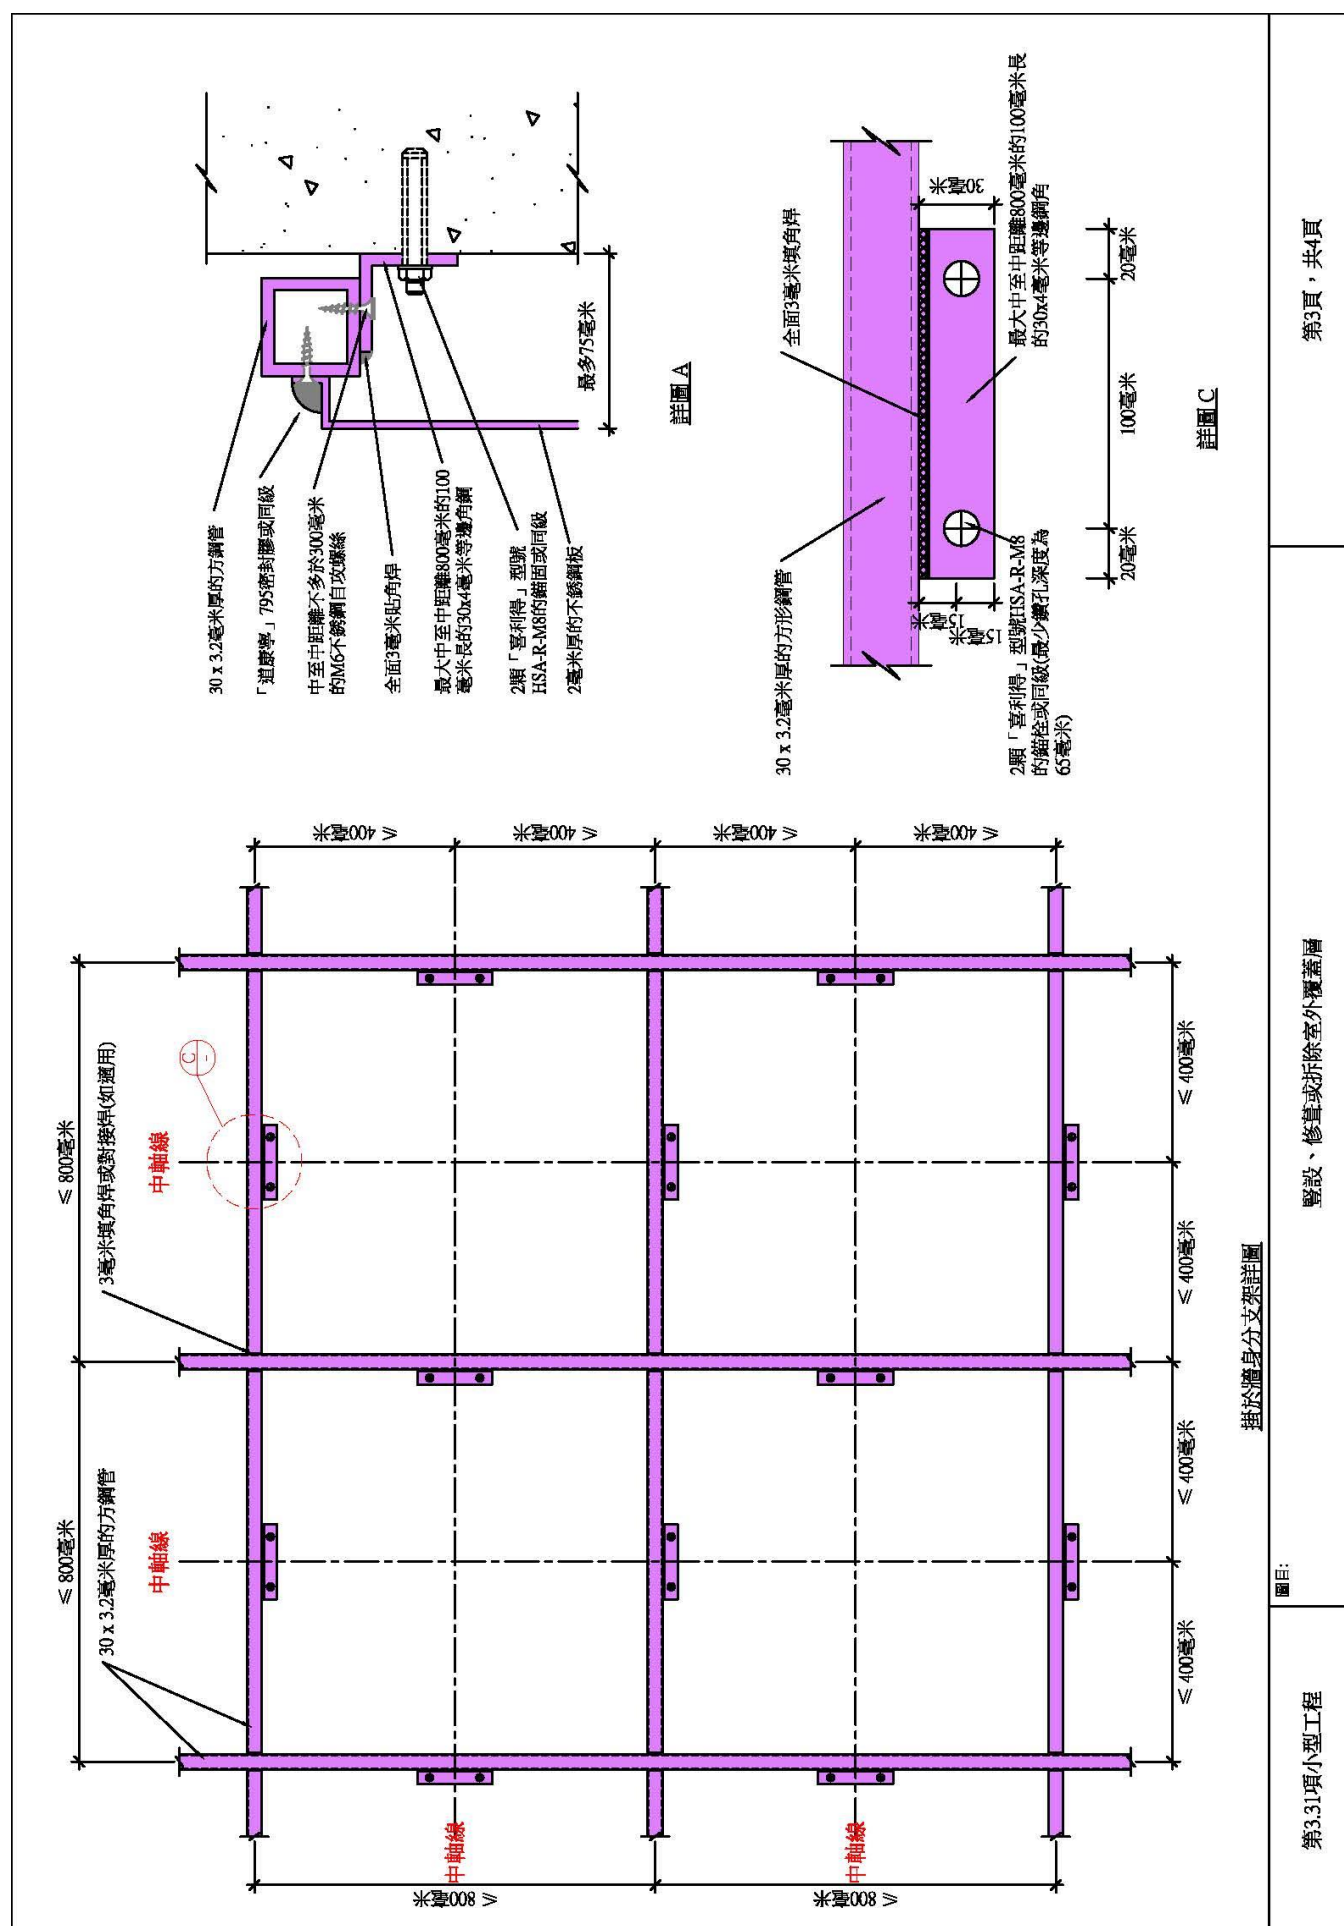 ≤ 800毫米
≤ 800毫米
30 x 3.2毫米厚的方鋼管
3毫米填角焊或對接焊(如適用)
中軸線
中軸線
C
-
≤ 800毫米
≤ 800毫米
中軸線
中軸線
≤ 400毫米
≤ 400毫米
≤ 400毫米
≤ 400毫米
≤ 400毫米
≤ 400毫米
≤ 400毫米
≤ 400毫米
30 x 3.2毫米厚的方鋼管
「道康寧」795密封膠或同級
中至中距離不多於300毫米
的M6不銹鋼自攻螺絲
全面3毫米貼角焊
最大中至中距離800毫米的100
毫米長的30x4毫米等邊角鋼
2顆「喜利得」型號
HSA-R-M8的錨固或同級
2毫米厚的不銹鋼板
最多75毫米
詳圖 A
30 x 3.2毫米厚的方形鋼管
全面3毫米填角焊
30毫米
15毫米
15毫米
2顆「喜利得」型號HSA-R-M8
的錨栓或同級(最少鑽孔深度為
65毫米)
最大中至中距離800毫米的100毫米長
的30x4毫米等邊鋼角
20毫米
100毫米
20毫米
詳圖 C
掛於牆身分支架詳圖
第3.31項小型工程
圖目:
豎設、修葺或拆除室外覆蓋層
第3頁，共4頁